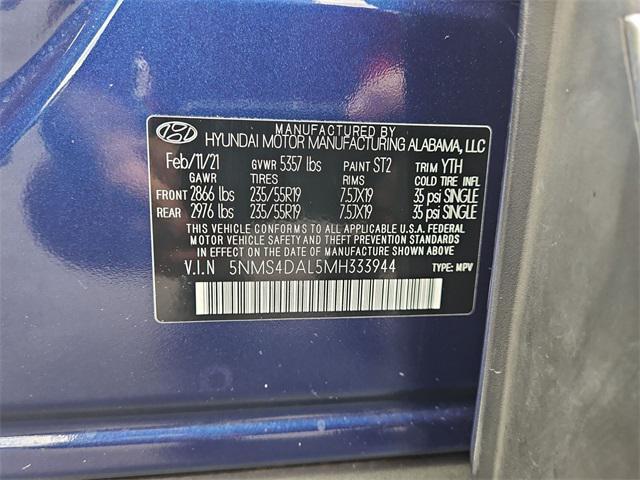 MANUFACTURED BY
HYUNDAI MOTOR MANUFACTURING ALABAMA, LLC
Feb/11/21 GVWR 5357 lbs PAINT ST2 TRIM YTH
GA/WR TIRES RIMS COLD TIRE INFL
FRONT 2866 lbs 235/55R19 7.5JX19 35 psi SINGLE
REAR 2976 lbs 235/55R19 7.5JX19 35 psi SINGLE
THIS VEHICLE CONFORMS TO ALL APPLICABLE U.S.A. FEDERAL
MOTOR VEHICLE SAFETY AND THEFT PREVENTION STANDARDS
IN EFFECT ON THE DATE OF MANUFACTURE SHOWN ABOVE.
V.I.N 5NMS4DAL5MH333944 TYPE: MPV